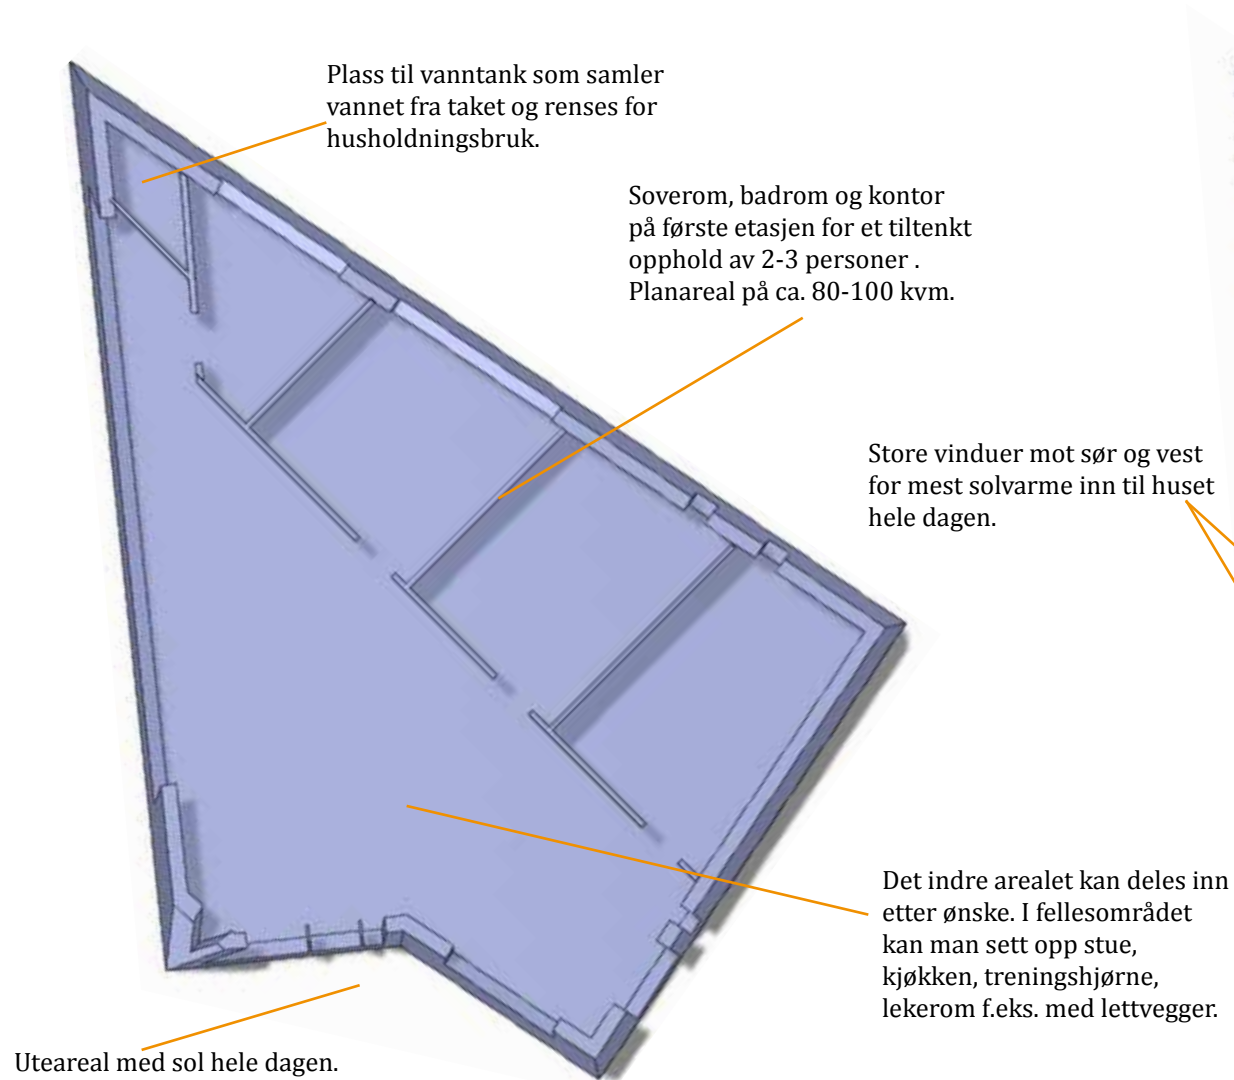 Plass til vanntank som samler
vannet fra taket og renses for
husholdningsbruk.
Soverom, badrom og kontor
på første etasjen for et tiltenkt
opphold av 2-3 personer .
Planareal på ca. 80-100 kvm.
Store vinduer mot sør og vest
for mest solvarme inn til huset
hele dagen.
Det indre arealet kan deles inn
etter ønske. I fellesområdet
kan man sett opp stue,
kjøkken, treningshjørne,
lekerom f.eks. med lettvegger.
Uteareal med sol hele dagen.